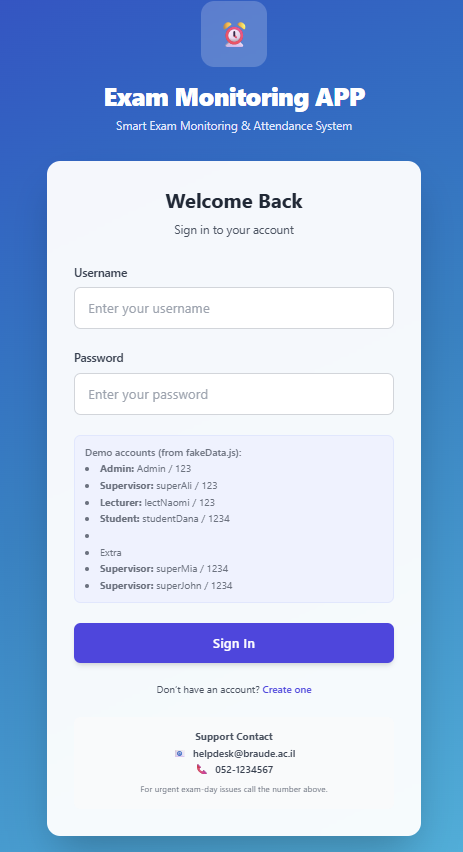 Exam Monitoring APP
Smart Exam Monitoring & Attendance System
Welcome Back
Sign in to your account
Username
Enter your username
Password
Enter your password
Demo accounts (from fakeData.js):
• Admin: Admin / 123
• Supervisor: superAli / 123
• Lecturer: lectNaomi / 123
• Student: studentDana / 1234
•
• Extra
• Supervisor: superMia / 1234
• Supervisor: superJohn / 1234
Sign In
Don't have an account? Create one
Support Contact
helpdesk@braude.ac.il
052-1234567
For urgent exam-day issues call the number above.